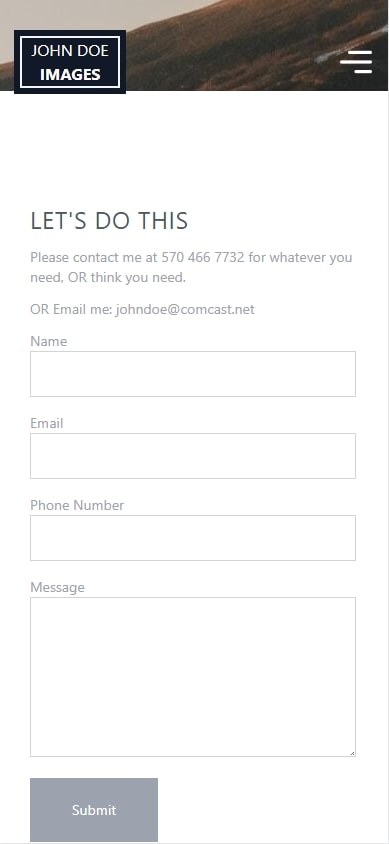 JOHN DOE
IMAGES
LET'S DO THIS
Please contact me at 570 466 7732 for whatever you
need, OR think you need.
OR Email me: johndoe@comcast.net
Name
Email
Phone Number
Message
Submit